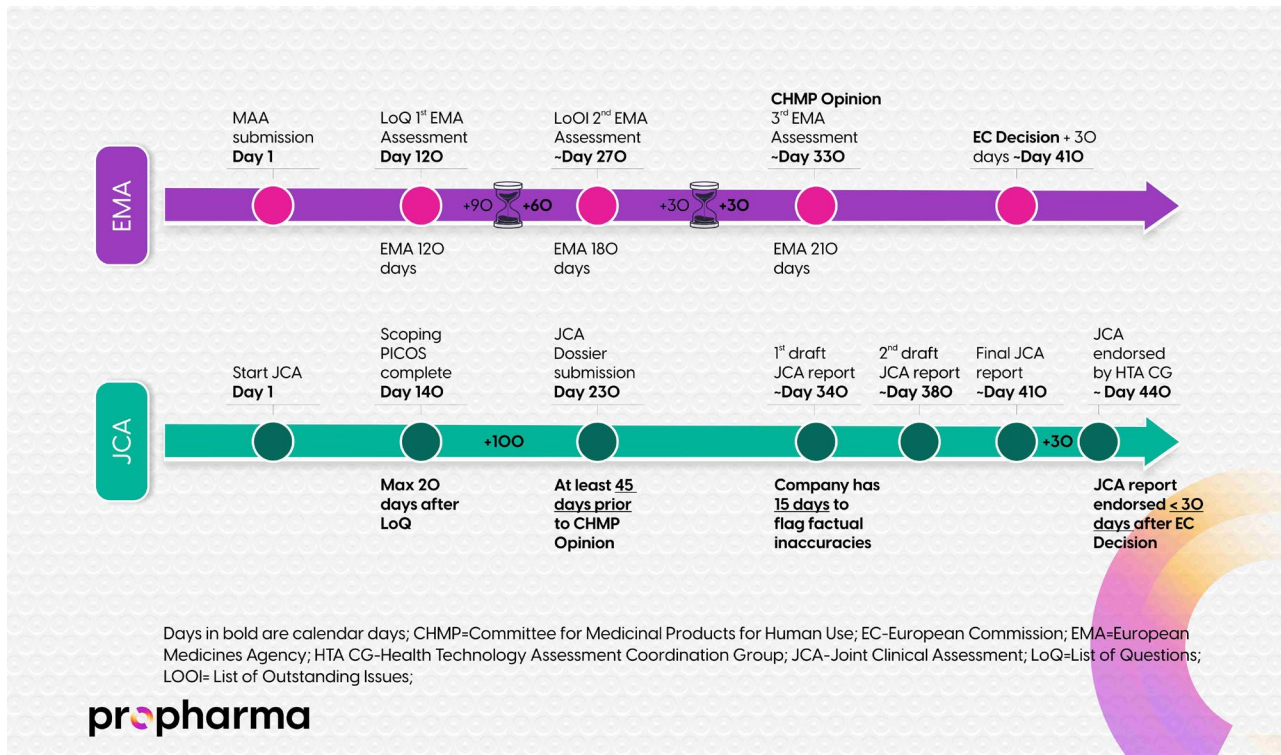 EMA
MAA
submission
Day 1
LoQ 1st EMA
Assessment
Day 120
LoOI 2nd EMA
Assessment
~Day 270
CHMP Opinion
3rd EMA
Assessment
~Day 330
EC Decision + 30
days ~Day 410
+90 +60
+30 +30
EMA 120
days
EMA 180
days
EMA 210
days
JCA
Start JCA
Day 1
Scoping
PICOS
complete
Day 140
JCA
Dossier
submission
Day 230
1st draft
JCA report
~Day 340
2nd draft
JCA report
~Day 380
Final JCA
report
~Day 410
JCA
endorsed
by HTA CG
~ Day 440
+100
+30
Max 20
days after
LoQ
At least 45
days prior
to CHMP
Opinion
Company has
15 days to
flag factual
inaccuracies
JCA report
endorsed < 30
days after EC
Decision
Days in bold are calendar days; CHMP=Committee for Medicinal Products for Human Use; EC-European Commission; EMA=European
Medicines Agency; HTA CG-Health Technology Assessment Coordination Group; JCA-Joint Clinical Assessment; LoQ=List of Questions;
LOOI= List of Outstanding Issues;
propharma